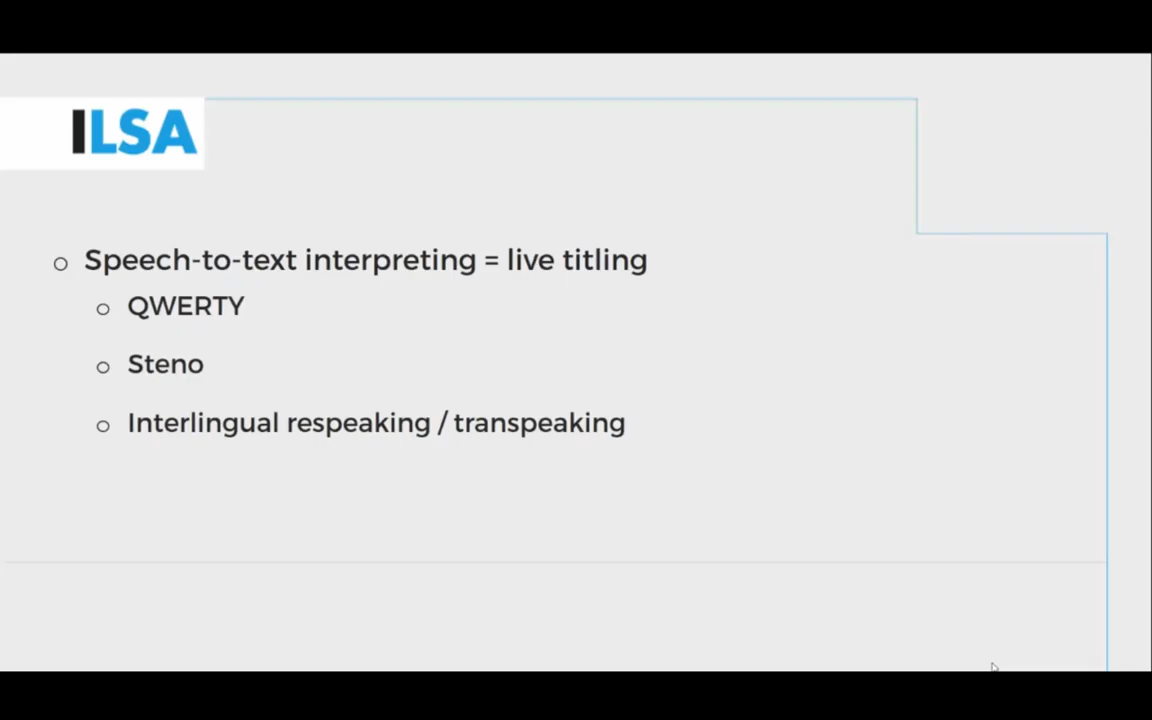 ILSA
Speech-to-text interpreting = live titling
QWERTY
Steno
Interlingual respeaking / transpeaking